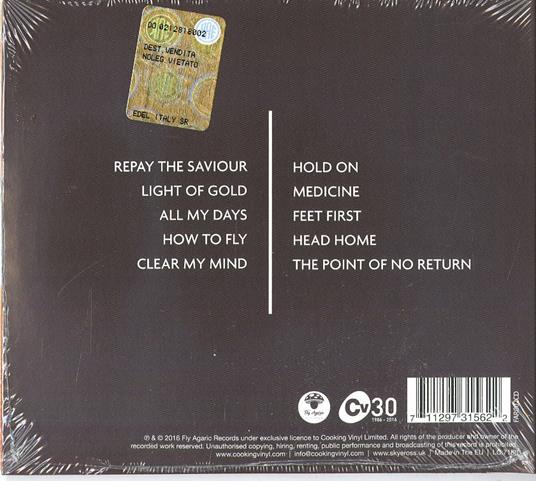 DO 0212818002
DEST. VENDITA
NOLEG. VIETATO
EDEL ITALY SR
REPAY THE SAVIOUR
LIGHT OF GOLD
ALL MY DAYS
HOW TO FLY
CLEAR MY MIND
HOLD ON
MEDICINE
FEET FIRST
HEAD HOME
THE POINT OF NO RETURN
Fly Agaric
CV30
1986 - 2016
7 11297 31562 2
℗ & © 2016 Fly Agaric Records under exclusive licence to Cooking Vinyl Limited. All rights of the producer and owner of the
recorded work reserved. Unauthorised copying, hiring, renting, public performance and broadcasting of this record is prohibited.
www.cookingvinyl.com | info@cookingvinyl.com | www.skyeross.uk | Made in The EU |